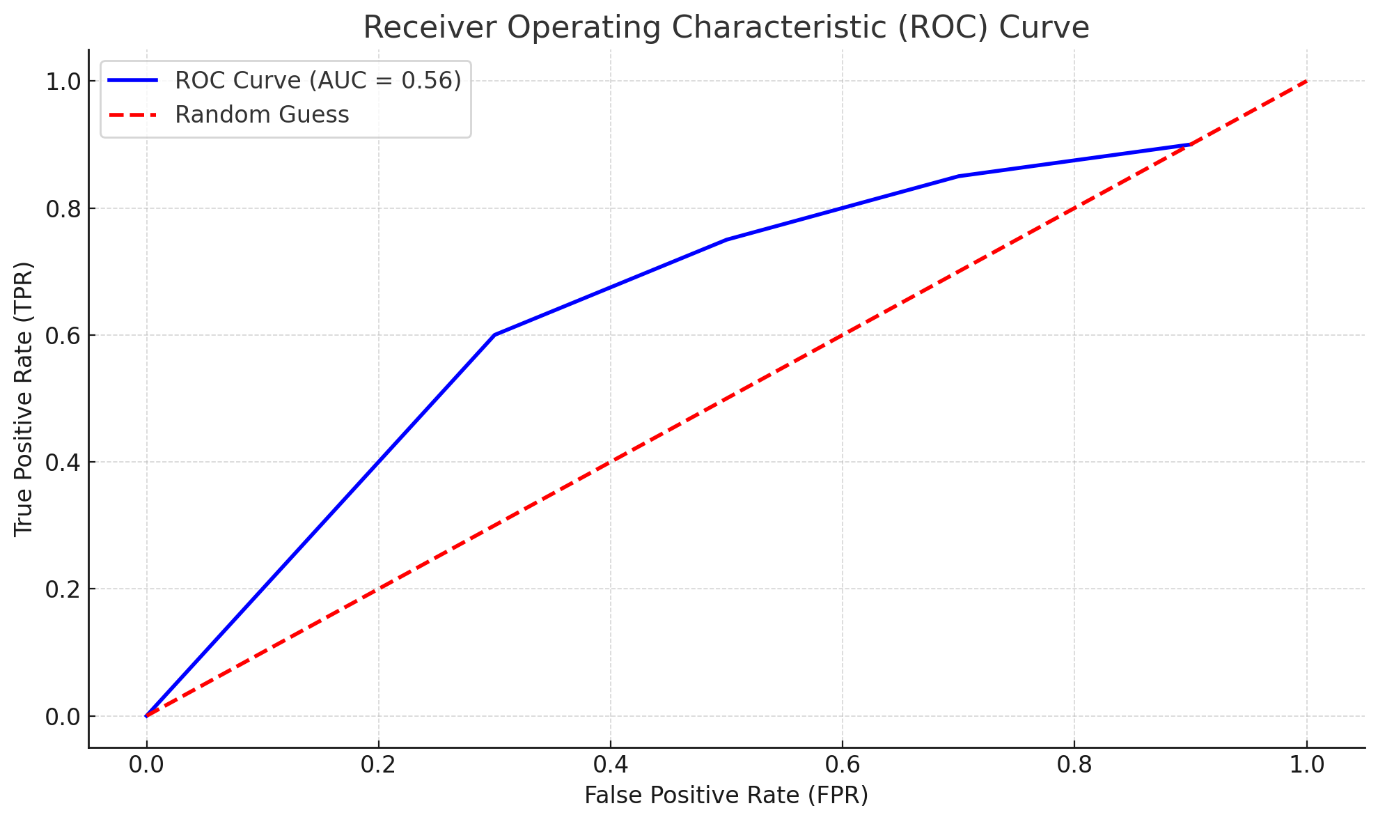 Receiver Operating Characteristic (ROC) Curve
ROC Curve (AUC = 0.56)
Random Guess
True Positive Rate (TPR)
1.0
0.8
0.6
0.4
0.2
0.0
0.0 0.2 0.4 0.6 0.8 1.0
False Positive Rate (FPR)